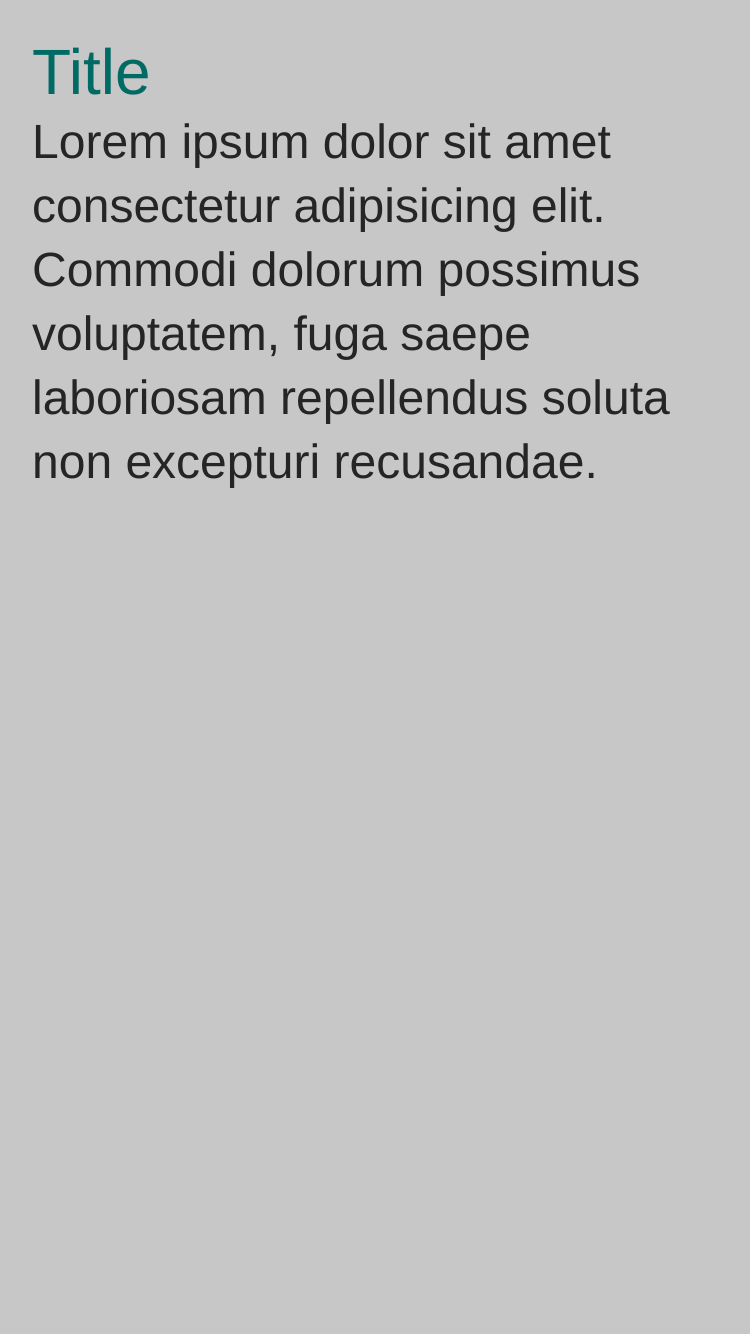 Title
Lorem ipsum dolor sit amet
consectetur adipisicing elit.
Commodi dolorum possimus
voluptatem, fuga saepe
laboriosam repellendus soluta
non excepturi recusandae.